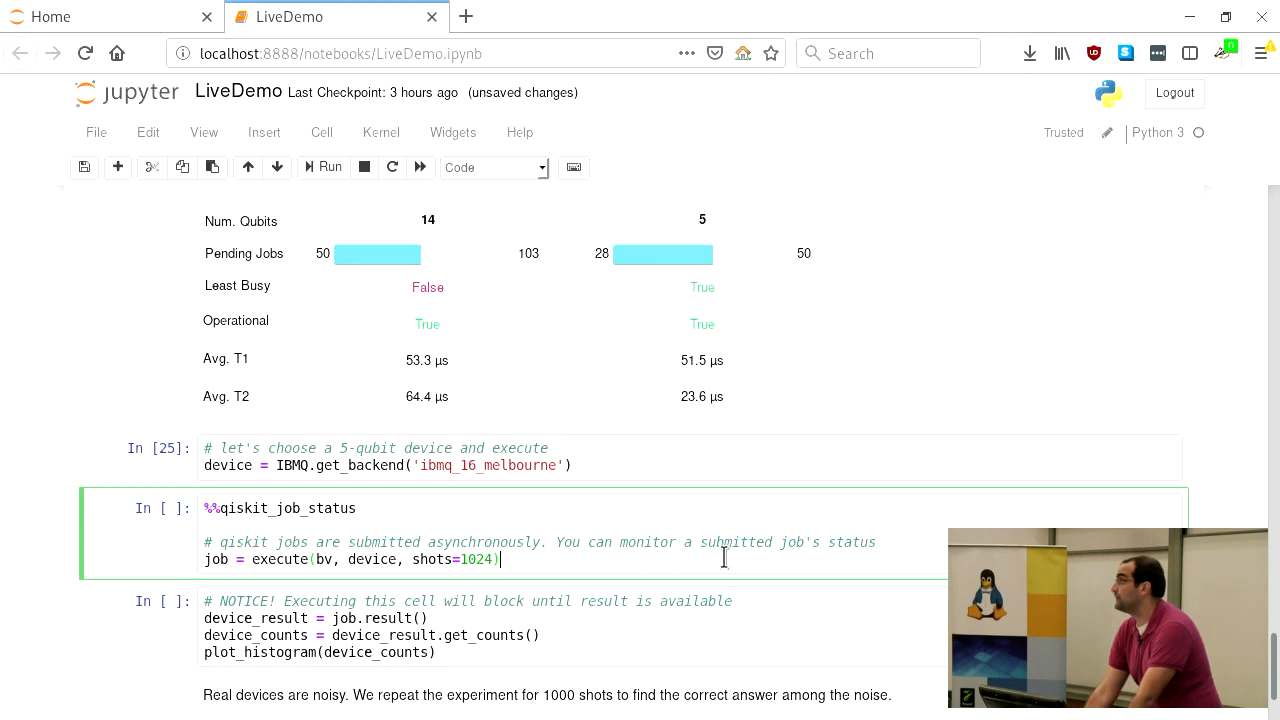 Home
LiveDemo
localhost:8888/notebooks/LiveDemo.ipynb
Search
0
jupyter LiveDemo Last Checkpoint: 3 hours ago (unsaved changes)
Logout
File Edit View Insert Cell Kernel Widgets Help
Trusted Python 3
Run Code
Num. Qubits 14 5
Pending Jobs 50 103 28 50
Least Busy False True
Operational True True
Avg. T1 53.3 µs 51.5 µs
Avg. T2 64.4 µs 23.6 µs
In [25]: # let's choose a 5-qubit device and execute
device = IBMQ.get_backend('ibmq_16_melbourne')
In [ ]: %%qiskit_job_status
# qiskit jobs are submitted asynchronously. You can monitor a submitted job's status
job = execute(bv, device, shots=1024)
In [ ]: # NOTICE! Executing this cell will block until result is available
device_result = job.result()
device_counts = device_result.get_counts()
plot_histogram(device_counts)
Real devices are noisy. We repeat the experiment for 1000 shots to find the correct answer among the noise.